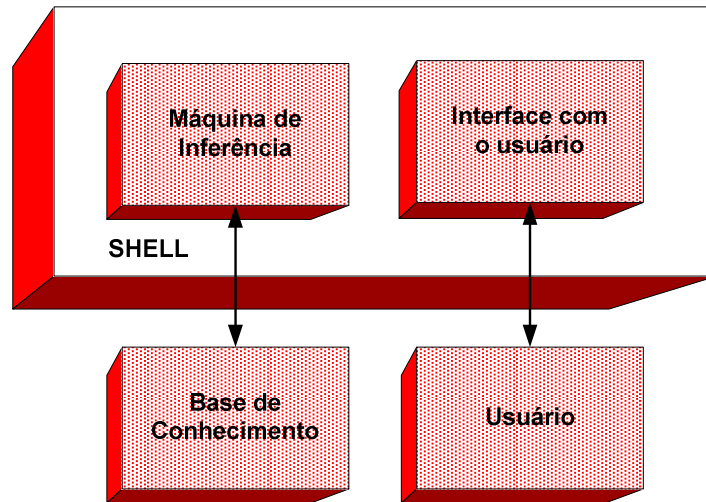 Máquina de
Inferência
Interface com
o usuário
SHELL
Base de
Conhecimento
Usuário